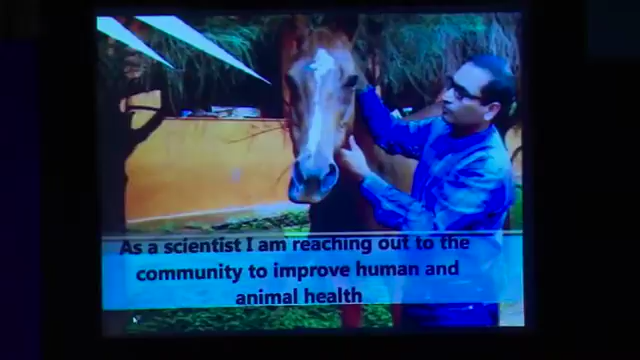 As a scientist I am reaching out to the
community to improve human and
animal health